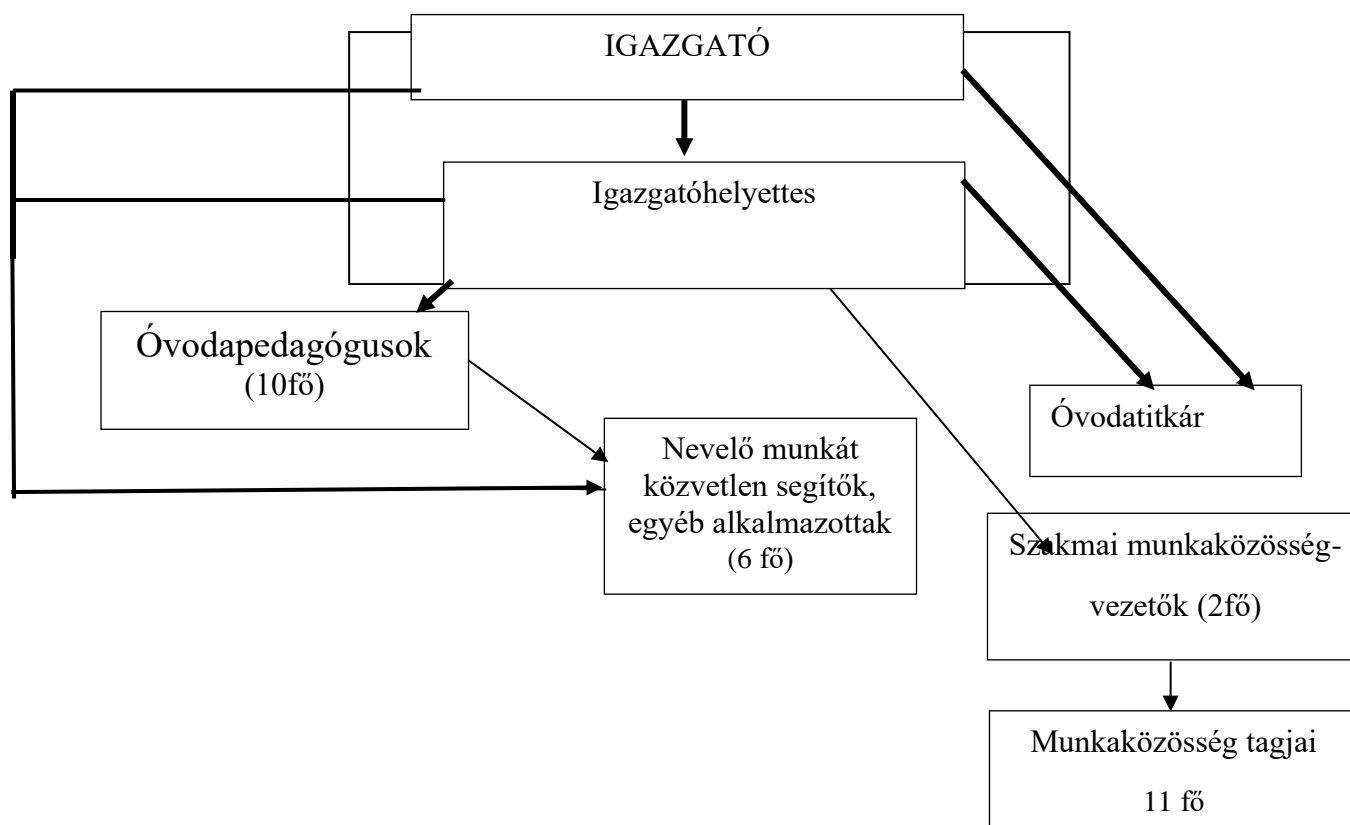 IGAZGATÓ
Igazgatóhelyettes
Óvodapedagógusok
(10fő)
Óvodatitkár
Nevelő munkát
közvetlen segítők,
egyéb alkalmazottak
(6 fő)
Szakmai munkaközösség-
vezetők (2fő)
Munkaközösség tagjai
11 fő